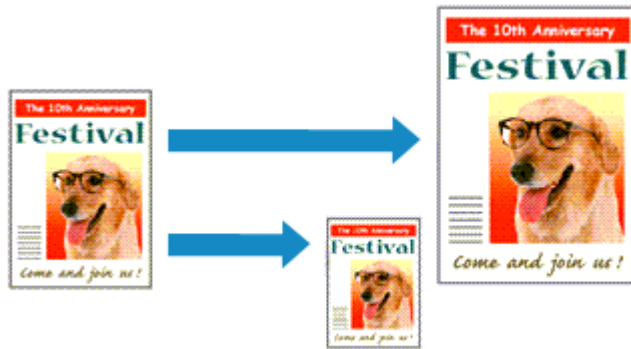 The 10th Anniversary
Festival
Come and join us!
The 10th Anniversary
Festival
Come and join us!
The 10th Anniversary
Festival
Come and join us!